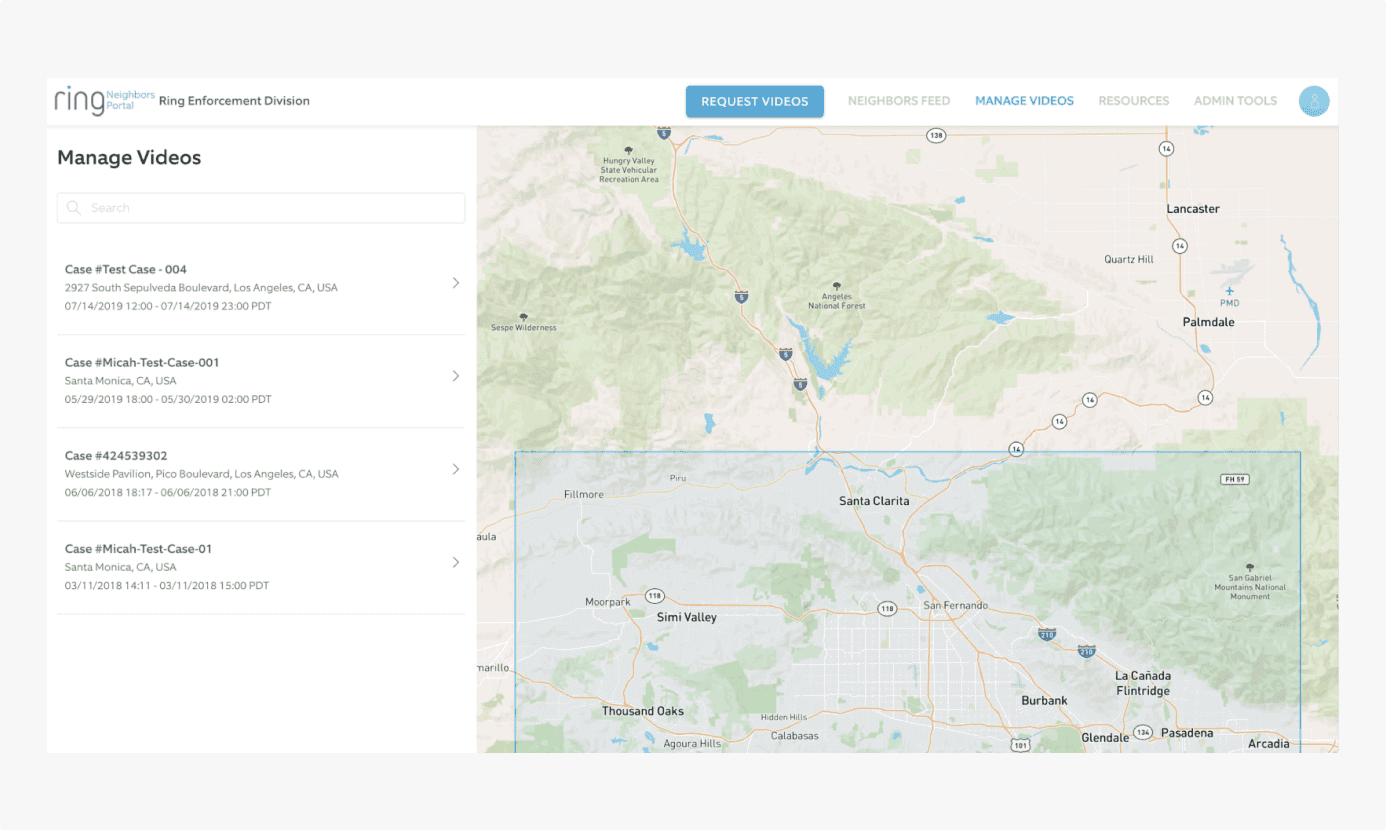 ring Neighbors Portal
Ring Enforcement Division
REQUEST VIDEOS
NEIGHBORS FEED
MANAGE VIDEOS
RESOURCES
ADMIN TOOLS
Manage Videos
Search
Case #Test Case - 004
2927 South Sepulveda Boulevard, Los Angeles, CA, USA
07/14/2019 12:00 - 07/14/2019 23:00 PDT
Case #Micah-Test-Case-001
Santa Monica, CA, USA
05/29/2019 18:00 - 05/30/2019 02:00 PDT
Case #424539302
Westside Pavilion, Pico Boulevard, Los Angeles, CA, USA
06/06/2018 18:17 - 06/06/2018 21:00 PDT
Case #Micah-Test-Case-01
Santa Monica, CA, USA
03/11/2018 14:11 - 03/11/2018 15:00 PDT
5
138
14
Hungry Valley
State Vehicular
Recreation Area
Lancaster
14
Quartz Hill
5
Angeles
National Forest
PMD
Sespe Wilderness
Palmdale
5
5
14
14
14
14
Piru
FH 59
Fillmore
Santa Clarita
aula
San Gabriel
Mountains National
Monument
118
Moorpark
118
San Fernando
Simi Valley
210
210
marillo
La Cañada
Flintridge
Burbank
Thousand Oaks
Hidden Hills
134
Pasadena
Calabasas
Glendale
Agoura Hills
101
Arcadia